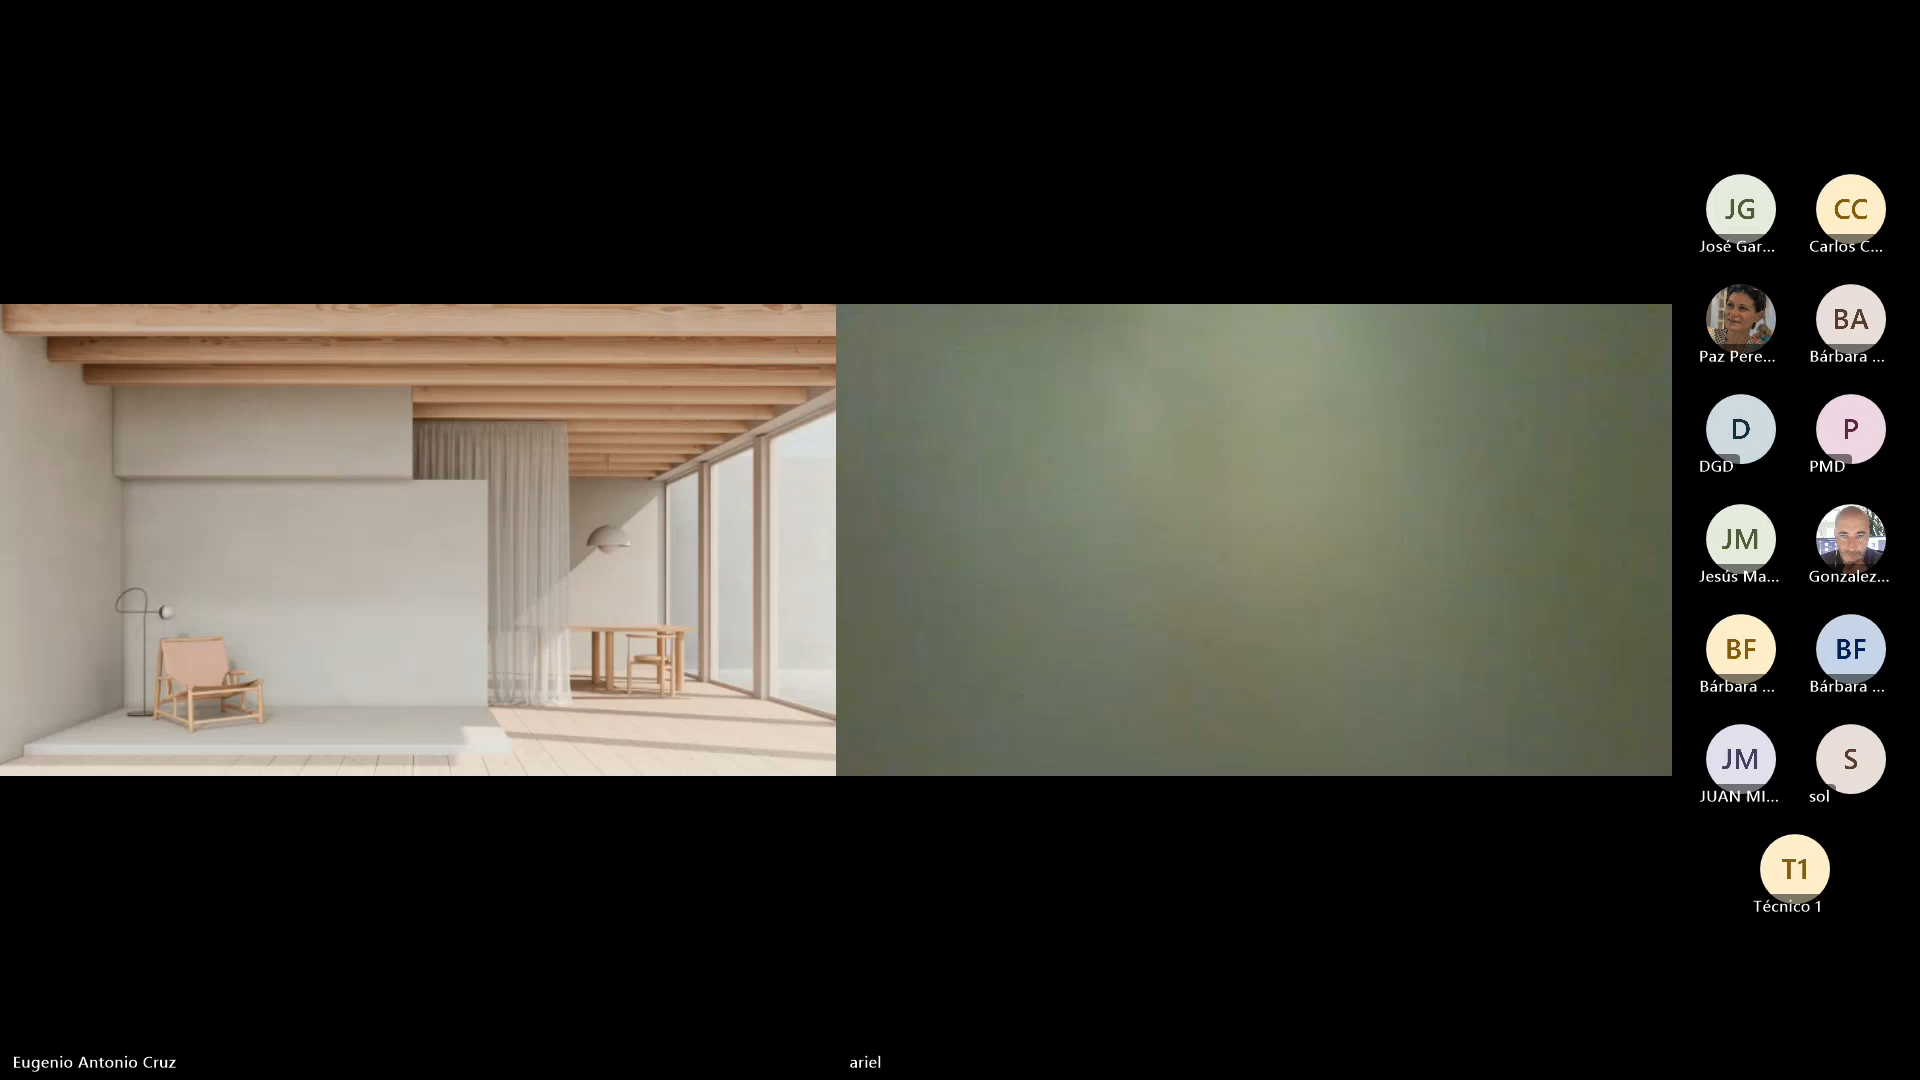 JG
CC
José Gar...
Carlos C...
BA
Paz Pere...
Bárbara ...
D
P
DGD
PMD
JM
Jesús Ma...
Gonzalez...
BF
BF
Bárbara ...
Bárbara ...
JM
S
JUAN MI...
sol
T1
Técnico 1
Eugenio Antonio Cruz
ariel